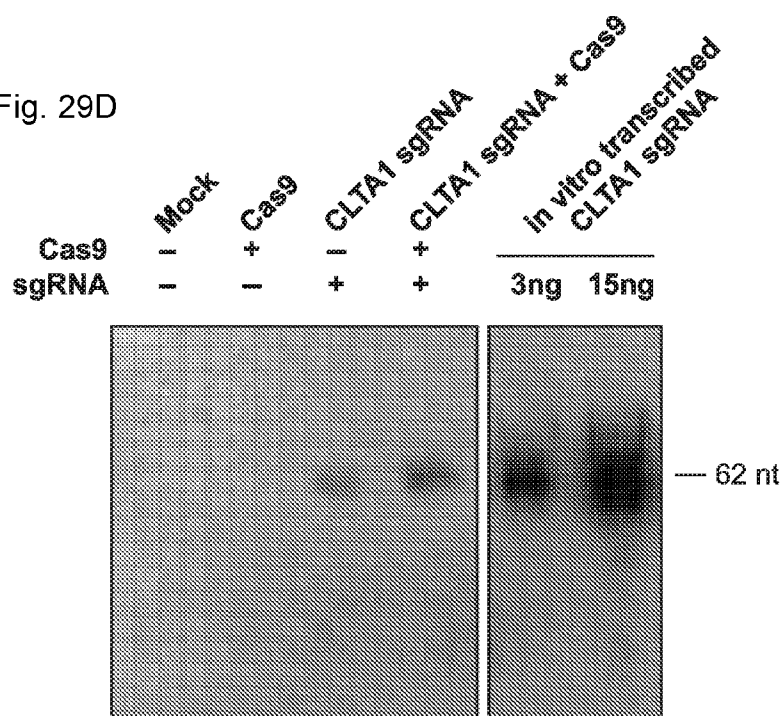 Fig. 29D
Mock
Cas9
CLTA1 sgRNA
CLTA1 sgRNA + Cas9
in vitro transcribed
CLTA1 sgRNA
Cas9 – + – +
sgRNA – – + + 3ng 15ng
62 nt